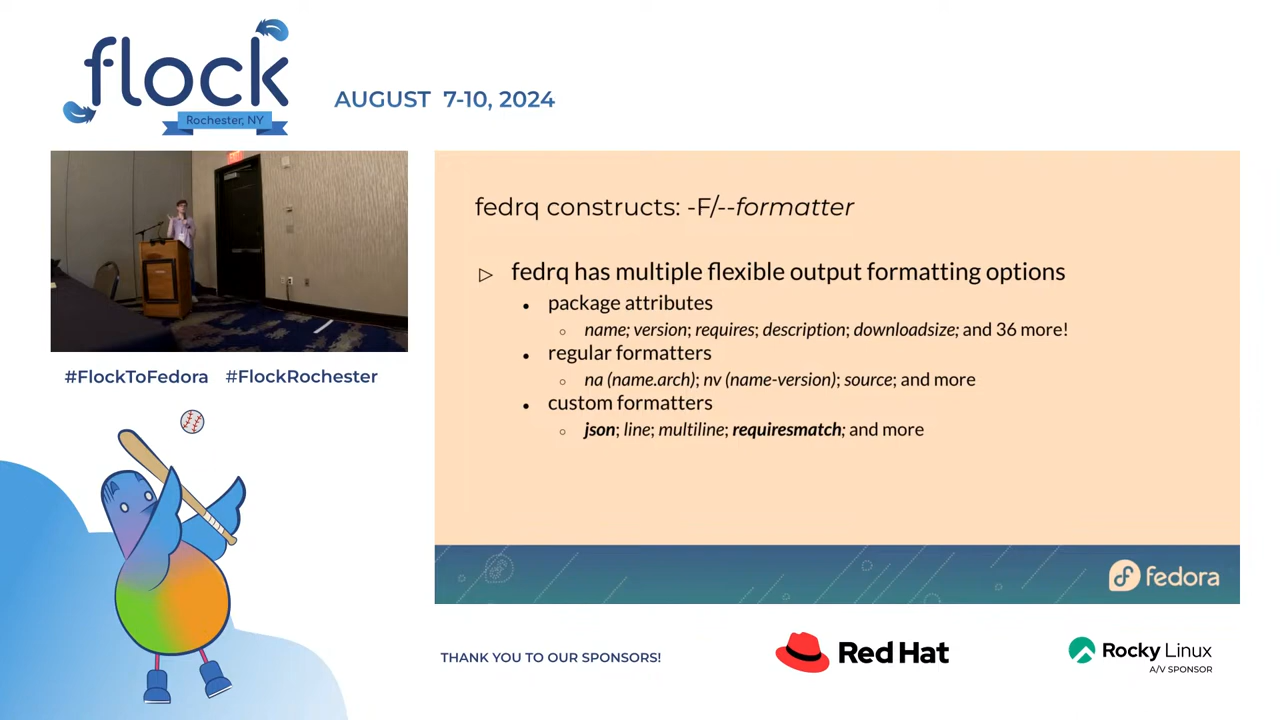 flock
Rochester, NY
AUGUST 7-10, 2024
#FlockToFedora #FlockRochester
fedrq constructs: -F/--formatter
▷ fedrq has multiple flexible output formatting options
• package attributes
○ name; version; requires; description; downloadsize; and 36 more!
• regular formatters
○ na (name.arch); nv (name-version); source; and more
• custom formatters
○ json; line; multiline; requiresmatch; and more
fedora
THANK YOU TO OUR SPONSORS!
Red Hat
Rocky Linux
A/V SPONSOR